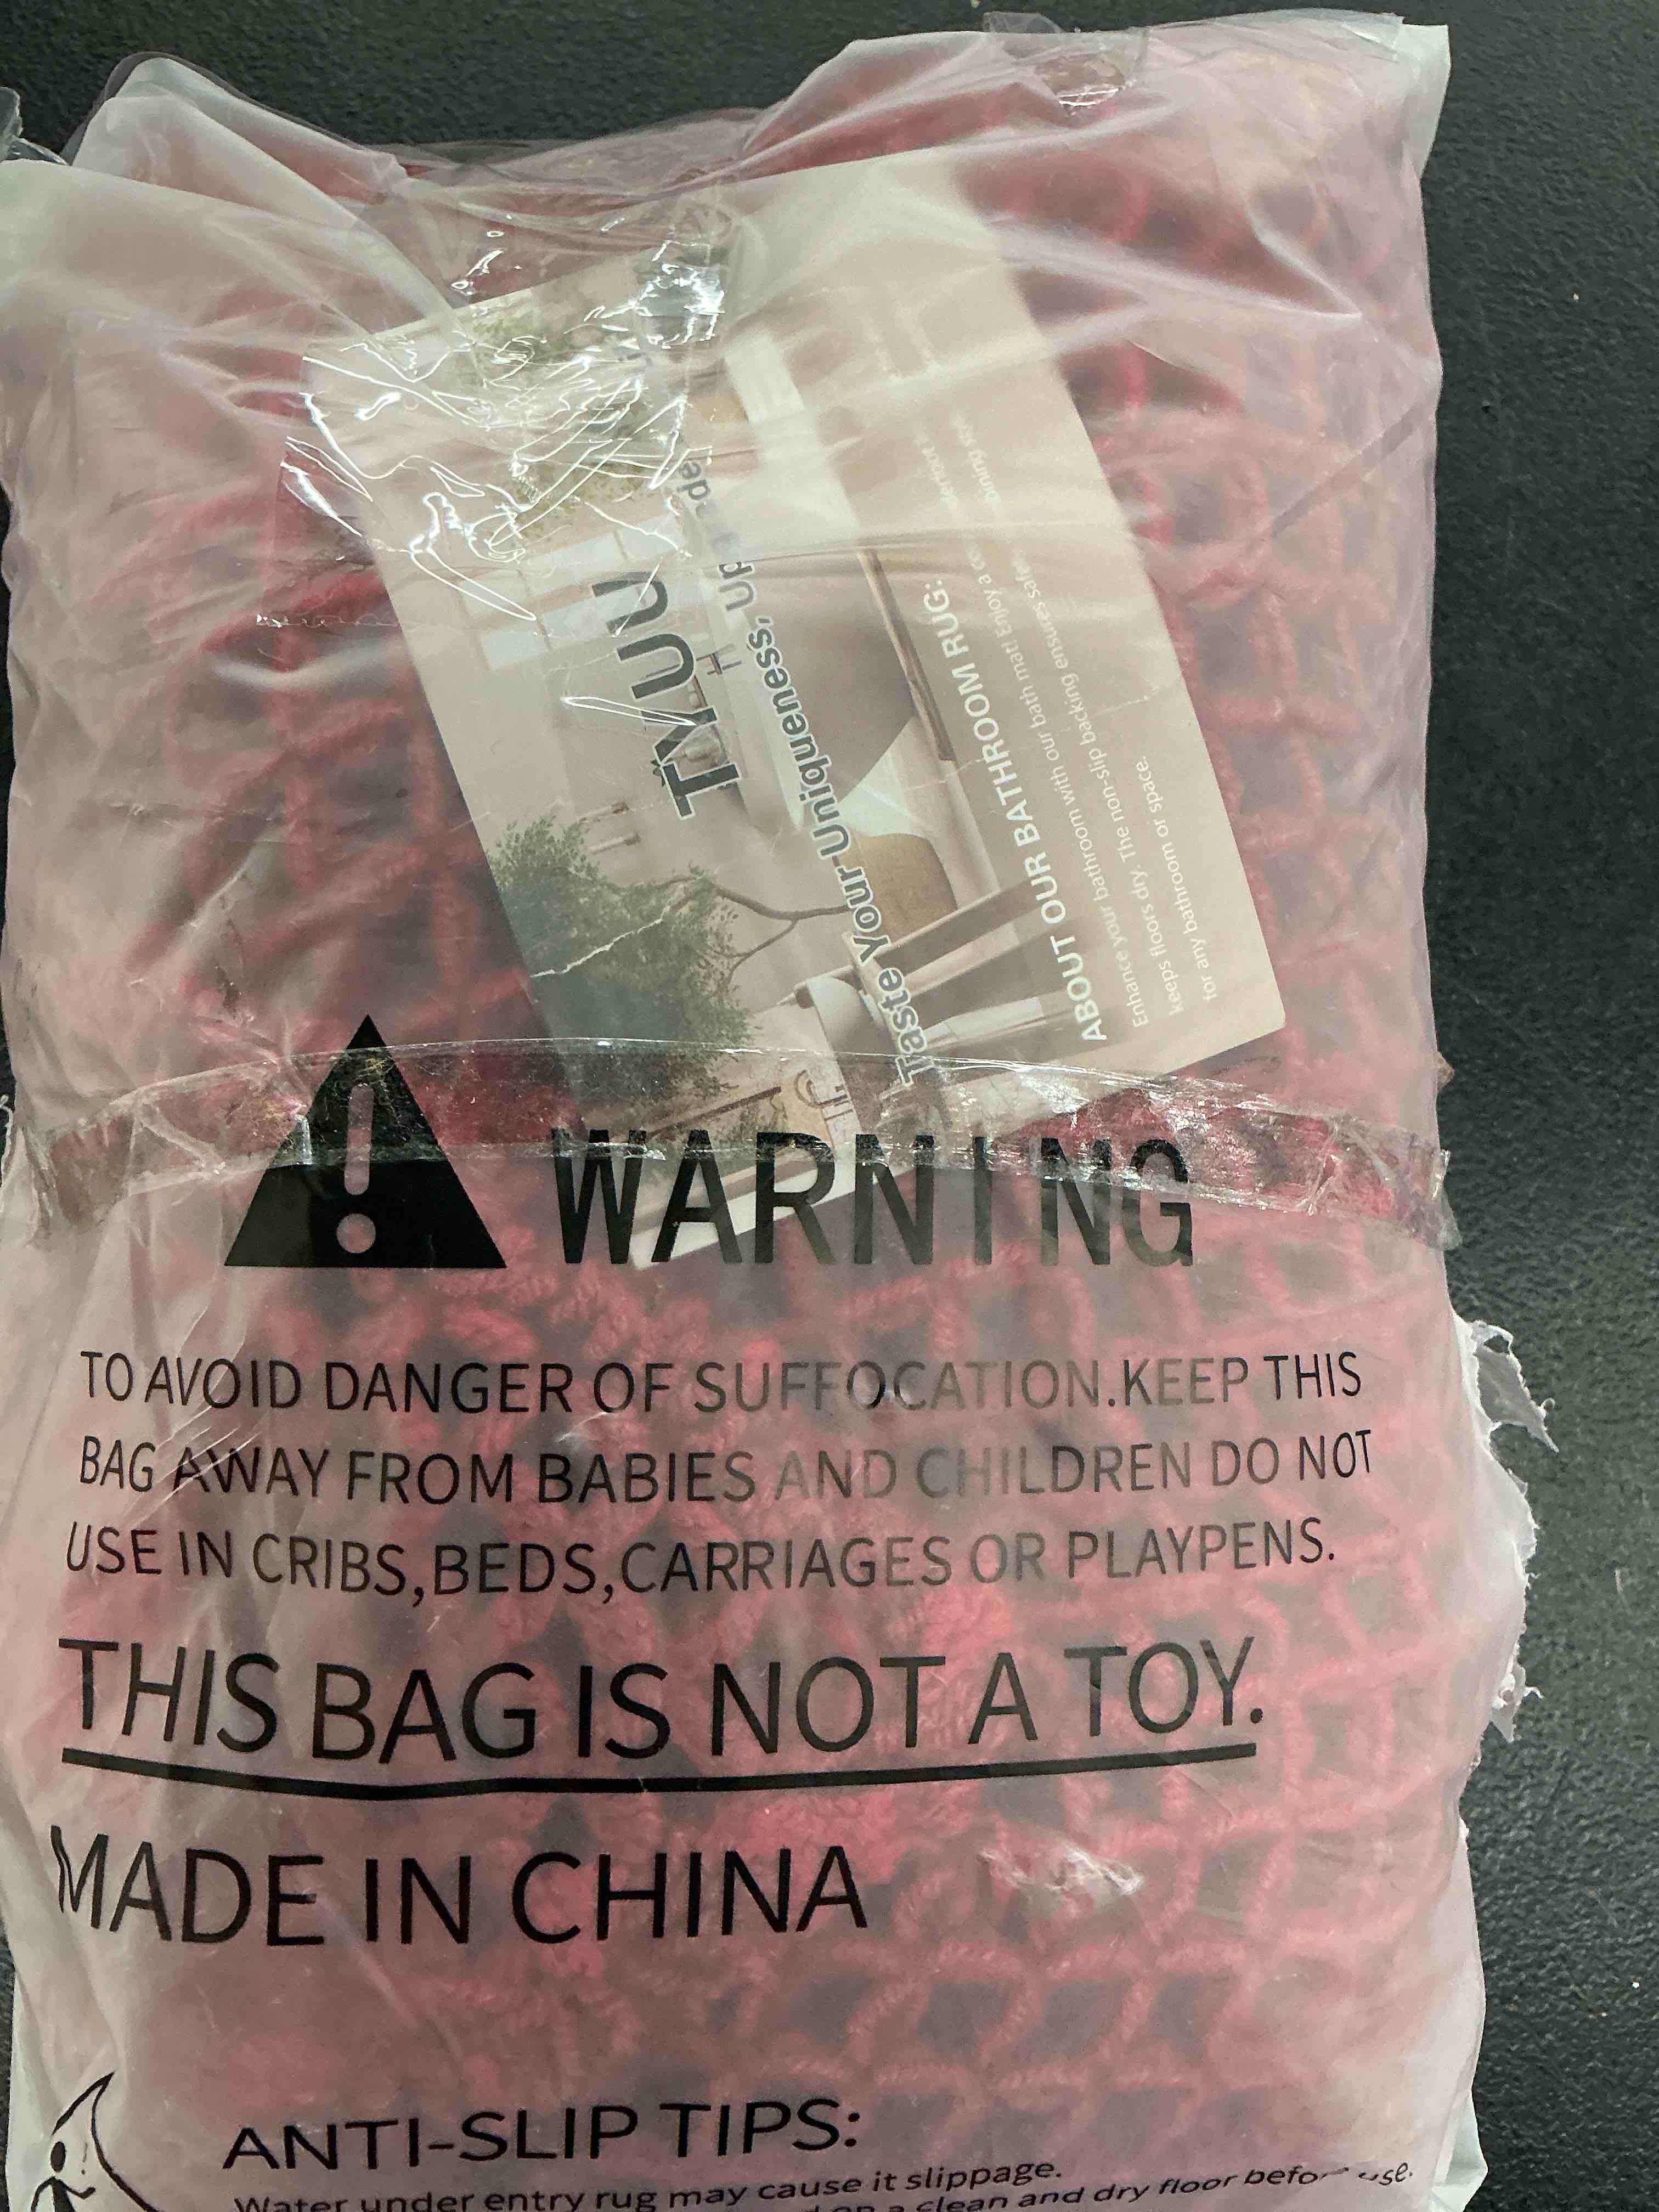 TYUU
Taste Your Uniqueness,
ABOUT OUR BATHROOM RUG:
Enhance your bathroom with our bath mat! Enjoy a
keeps floors dry. The non-slip backing ensures safe
for any bathroom or space.
WARNING
TO AVOID DANGER OF SUFFOCATION.KEEP THIS
BAG AWAY FROM BABIES AND CHILDREN DO NOT
USE IN CRIBS,BEDS,CARRIAGES OR PLAYPENS.
THIS BAG IS NOT A TOY.
MADE IN CHINA
ANTI-SLIP TIPS:
Water under entry rug may cause it slippage.
on a clean and dry floor before use.